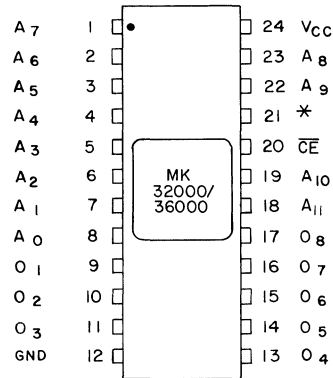 A7 1 24 VCC
A6 2 23 A8
A5 3 22 A9
A4 4 21 *
A3 5 20 C̅E̅
A2 6 19 A10
A1 7 18 A11
A0 8 17 O8
O1 9 16 O7
O2 10 15 O6
O3 11 14 O5
GND 12 13 O4
MK
32000/
36000